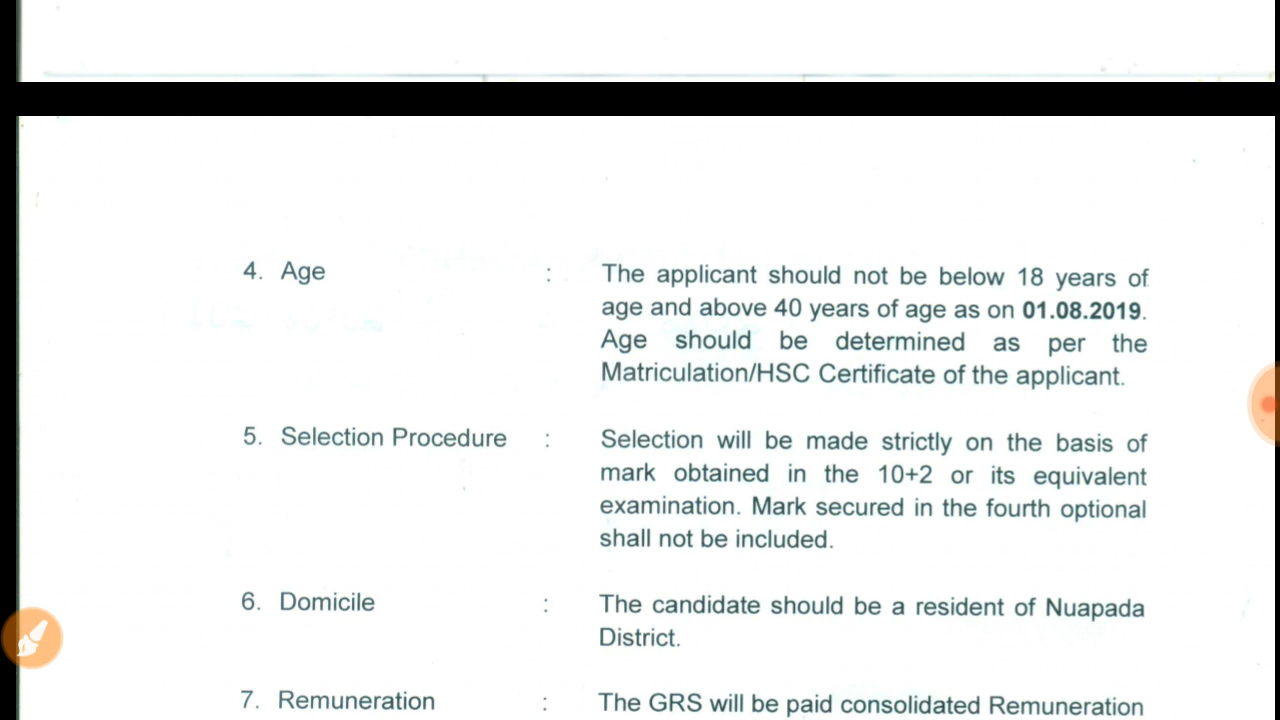 4. Age : The applicant should not be below 18 years of
age and above 40 years of age as on 01.08.2019.
Age should be determined as per the
Matriculation/HSC Certificate of the applicant.
5. Selection Procedure : Selection will be made strictly on the basis of
mark obtained in the 10+2 or its equivalent
examination. Mark secured in the fourth optional
shall not be included.
6. Domicile : The candidate should be a resident of Nuapada
District.
7. Remuneration : The GRS will be paid consolidated Remuneration